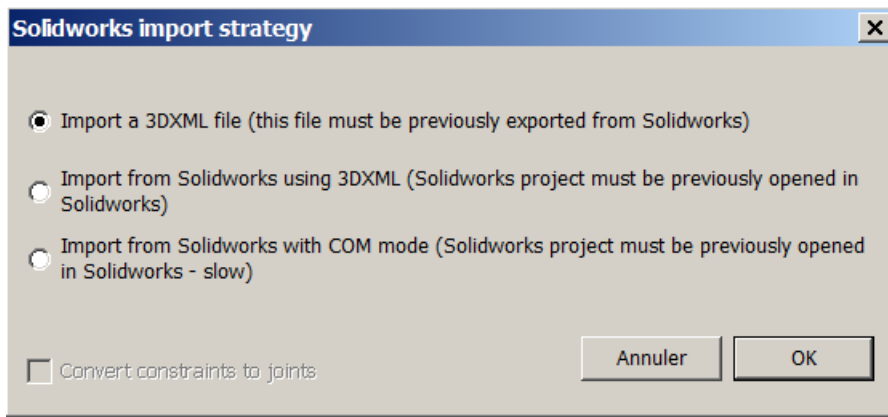 Solidworks import strategy
Import a 3DXML file (this file must be previously exported from Solidworks)
Import from Solidworks using 3DXML (Solidworks project must be previously opened in
Solidworks)
Import from Solidworks with COM mode (Solidworks project must be previously opened
in Solidworks - slow)
Convert constraints to joints
Annuler
OK